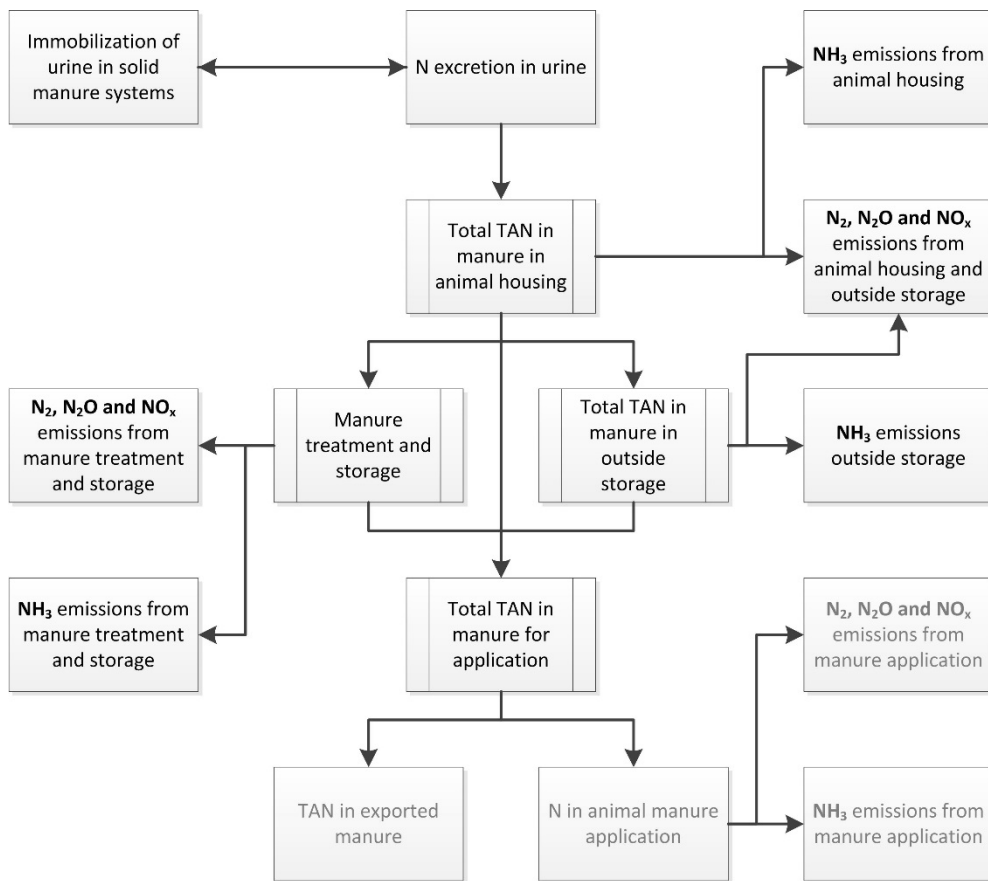 Immobilization of
urine in solid
manure systems
N excretion in urine
NH₃ emissions from
animal housing
Total TAN in
manure in
animal housing
N₂, N₂O and NOₓ
emissions from
animal housing and
outside storage
N₂, N₂O and NOₓ
emissions from
manure treatment
and storage
Manure
treatment and
storage
Total TAN in
manure in
outside
storage
NH₃ emissions
outside storage
NH₃ emissions from
manure treatment
and storage
Total TAN in
manure for
application
N₂, N₂O and NOₓ
emissions from
manure application
TAN in exported
manure
N in animal manure
application
NH₃ emissions from
manure application